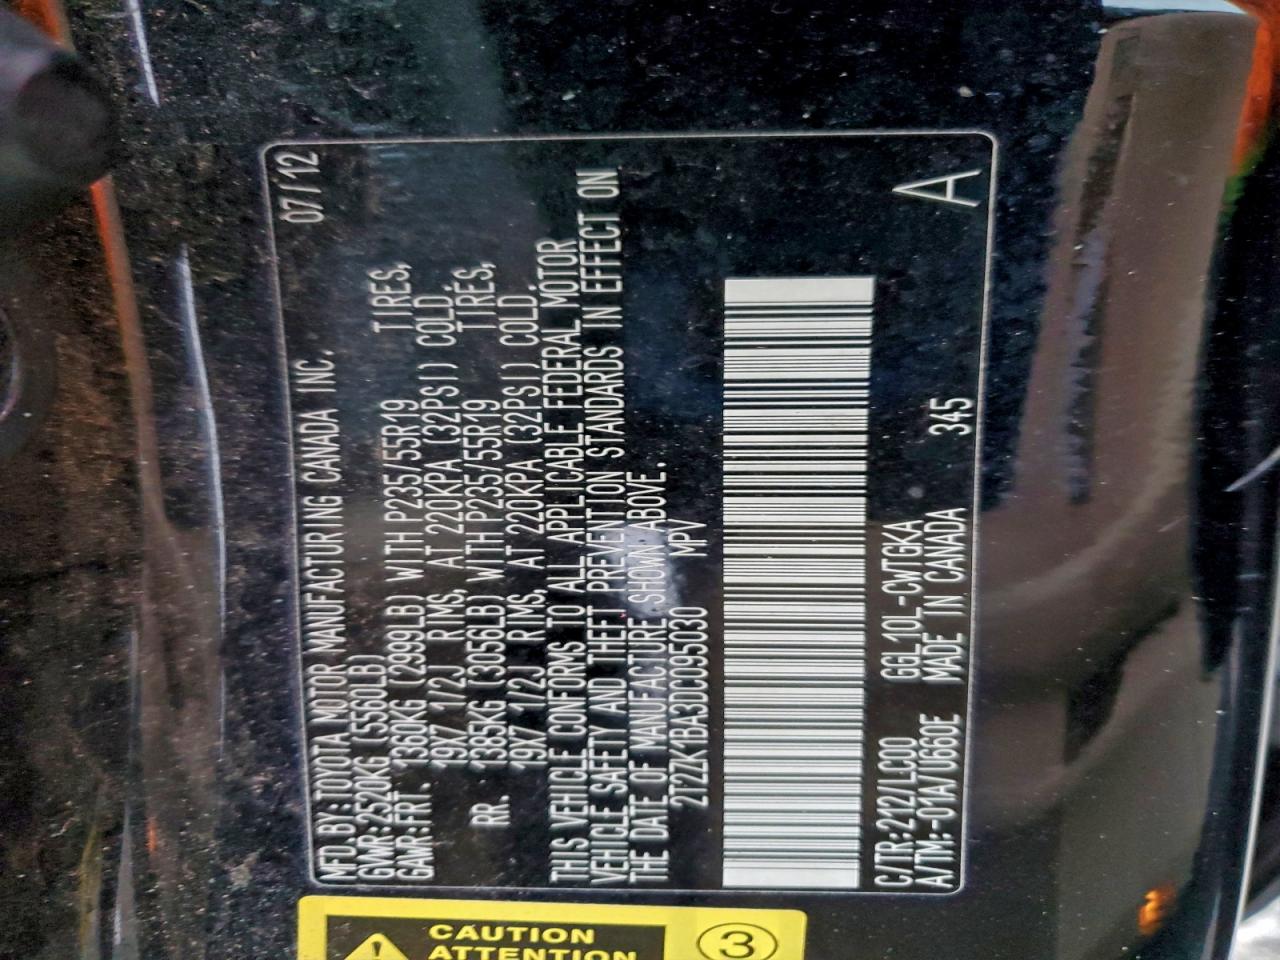 MFD.BY:TOYOTA MOTOR MANUFACTURING CANADA INC. 07/12
GVWR:2520KG (5560LB)
GAWR:FRT. 1360KG (2999LB) WITH P235/55R19 TIRES,
19X7 1/2J RIMS, AT 220KPA (32PSI) COLD.
RR. 1385KG (3056LB) WITH P235/55R19 TIRES,
19X7 1/2J RIMS, AT 220KPA (32PSI) COLD.
THIS VEHICLE CONFORMS TO ALL APPLICABLE FEDERAL MOTOR
VEHICLE SAFETY AND THEFT PREVENTION STANDARDS IN EFFECT ON
THE DATE OF MANUFACTURE SHOWN ABOVE.
2T2ZK1BA3DC095030 MPV
C/TR:212/LC00 GGL10L-CWTGKA
A/TM:-01A/U660E MADE IN CANADA 345 A
CAUTION
ATTENTION
3